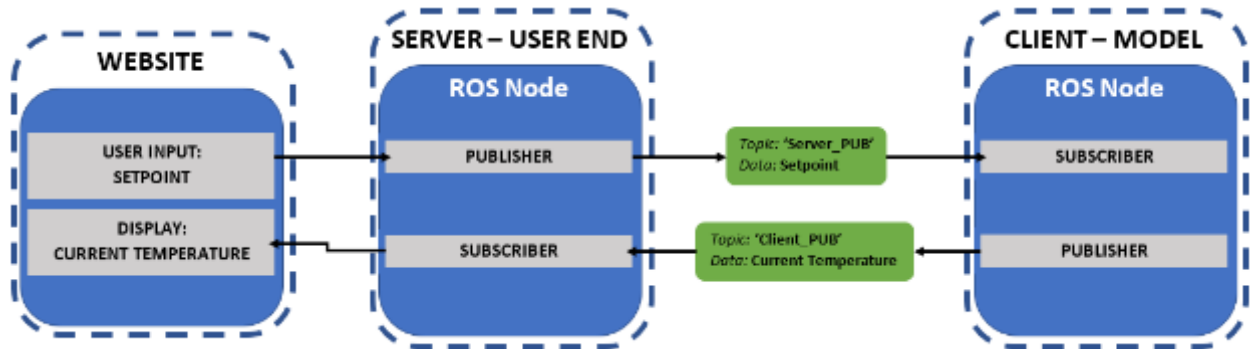 WEBSITE
USER INPUT:
SETPOINT
DISPLAY:
CURRENT TEMPERATURE
SERVER – USER END
ROS Node
PUBLISHER
SUBSCRIBER
Topic: ‘Server_PUB’
Data: Setpoint
Topic: ‘Client_PUB’
Data: Current Temperature
CLIENT – MODEL
ROS Node
SUBSCRIBER
PUBLISHER